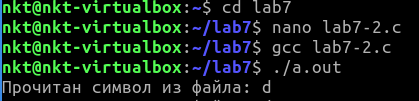 nkt@nkt-virtualbox:~$ cd lab7
nkt@nkt-virtualbox:~/lab7$ nano lab7-2.c
nkt@nkt-virtualbox:~/lab7$ gcc lab7-2.c
nkt@nkt-virtualbox:~/lab7$ ./a.out
Прочитан символ из файла: d